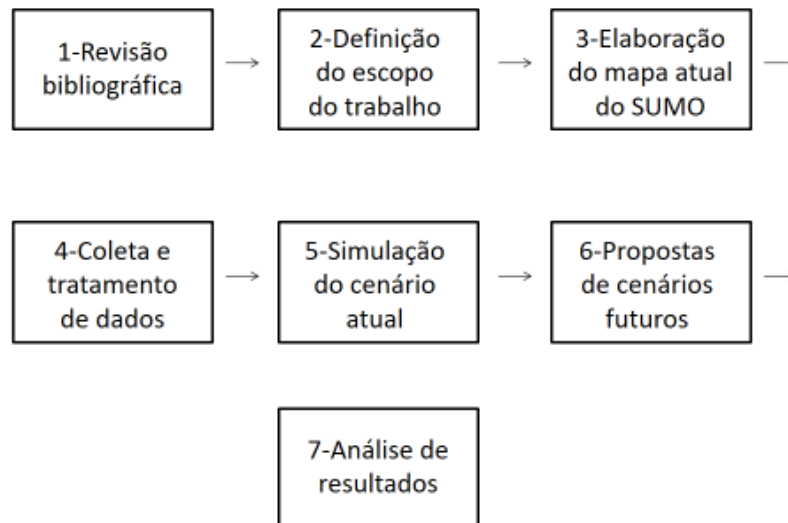 1-Revisão
bibliográfica
2-Definição
do escopo
do trabalho
3-Elaboração
do mapa atual
do SUMO
4-Coleta e
tratamento
de dados
5-Simulação
do cenário
atual
6-Propostas
de cenários
futuros
7-Análise de
resultados